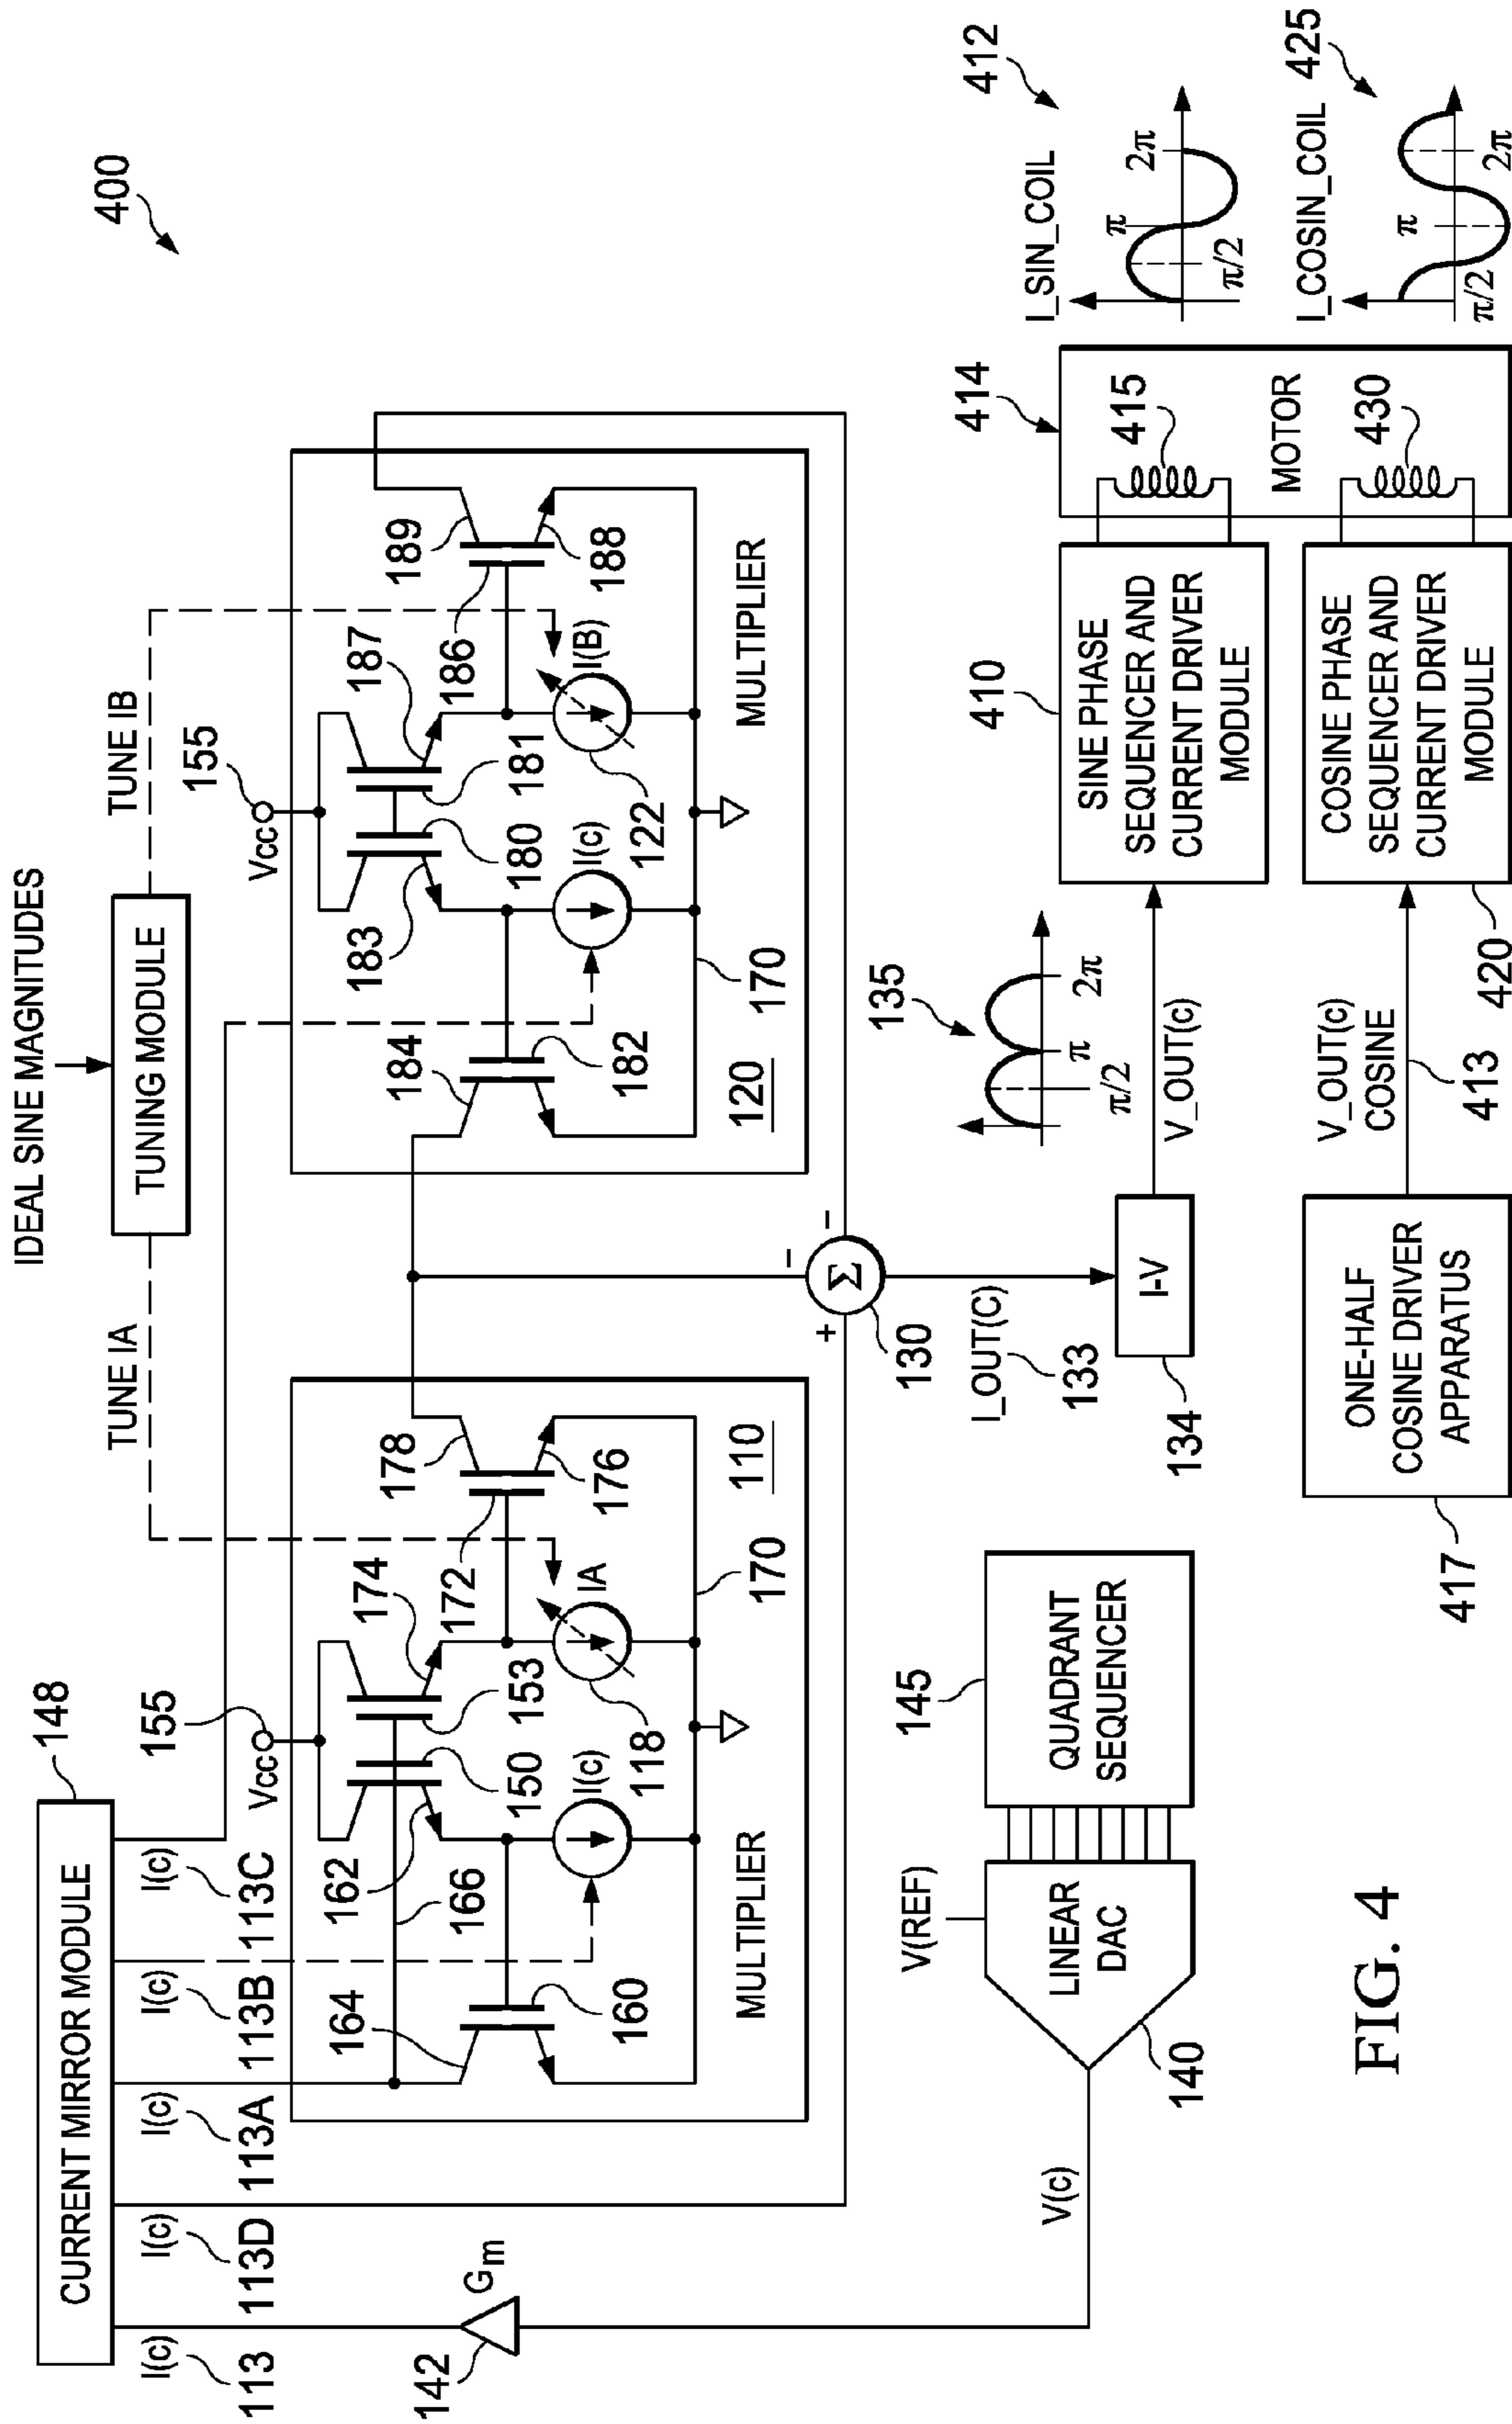 400
IDEAL SINE MAGNITUDES
TUNING MODULE
TUNE IA
TUNE IB
CURRENT MIRROR MODULE
148
I(c)
113
I(c)
113D
I(c)
113A
I(c)
113B
I(c)
113C
Vcc
155
Vcc
155
164
166
162
150
153
174
172
178
160
I(c)
118
IA
176
MULTIPLIER
170
110
184
183
180
181
187
186
189
182
I(c)
122
I(B)
188
120
170
MULTIPLIER
142
Gm
+
−
−
Σ
130
I_OUT(C)
133
I-V
134
V(c)
V(REF)
LINEAR
DAC
140
145
QUADRANT
SEQUENCER
135
π/2
π
2π
V_OUT(c)
410
SINE PHASE
SEQUENCER AND
CURRENT DRIVER
MODULE
414
415
MOTOR
430
I_SIN_COIL
412
π/2
π
2π
I_COSIN_COIL
425
π/2
π
2π
417
ONE-HALF
COSINE DRIVER
APPARATUS
V_OUT(c)
COSINE
413
COSINE PHASE
SEQUENCER AND
CURRENT DRIVER
MODULE
420
FIG. 4